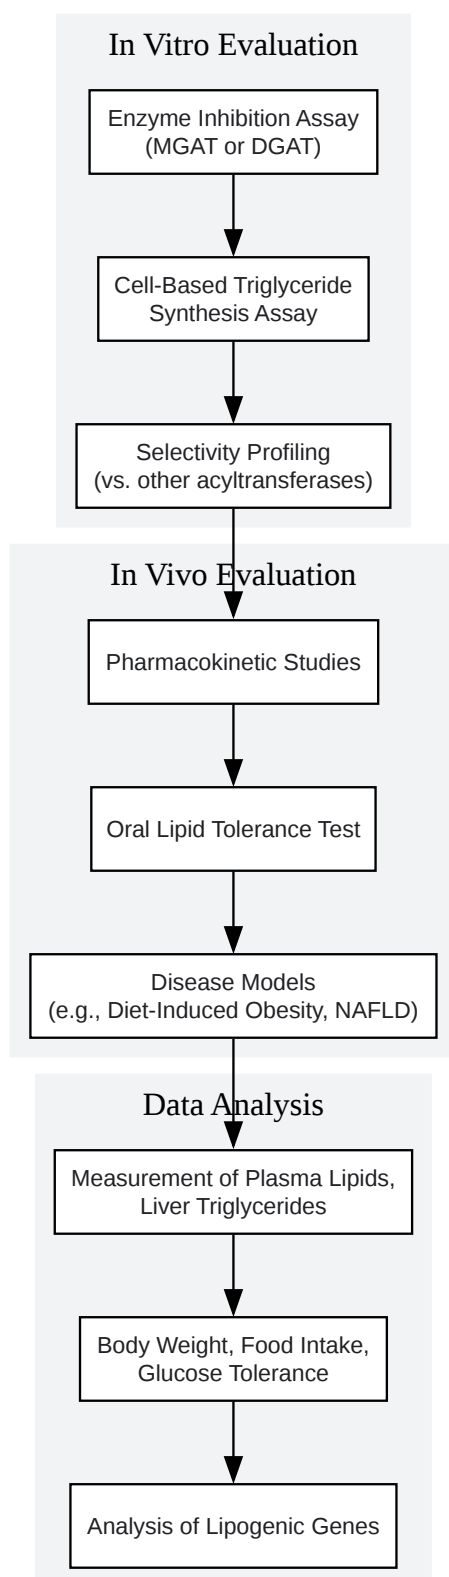 In Vitro Evaluation
Enzyme Inhibition Assay
(MGAT or DGAT)
Cell-Based Triglyceride
Synthesis Assay
Selectivity Profiling
(vs. other acyltransferases)
In Vivo Evaluation
Pharmacokinetic Studies
Oral Lipid Tolerance Test
Disease Models
(e.g., Diet-Induced Obesity, NAFLD)
Data Analysis
Measurement of Plasma Lipids,
Liver Triglycerides
Body Weight, Food Intake,
Glucose Tolerance
Analysis of Lipogenic Genes